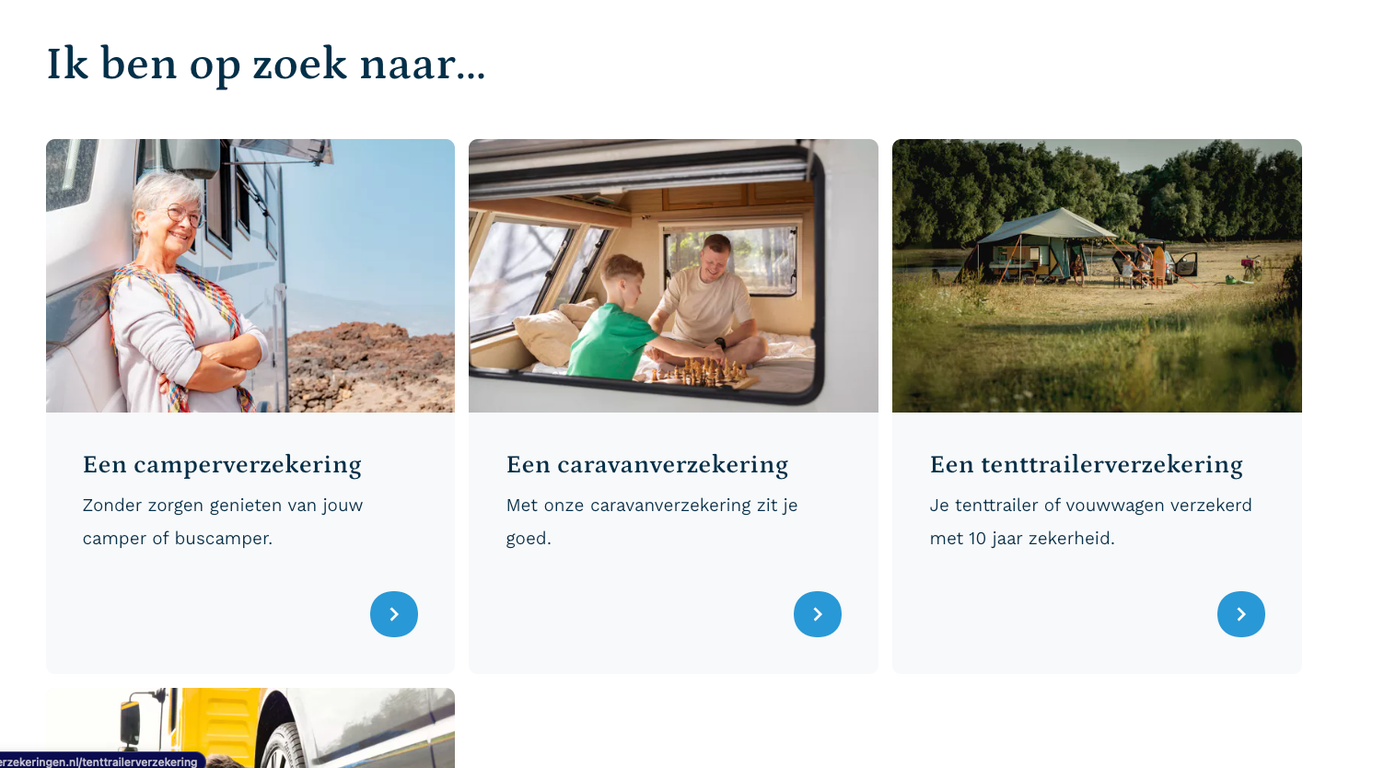 Ik ben op zoek naar...
Een camperverzekering
Zonder zorgen genieten van jouw
camper of buscamper.
Een caravanverzekering
Met onze caravanverzekering zit je
goed.
Een tenttrailerverzekering
Je tenttrailer of vouwwagen verzekerd
met 10 jaar zekerheid.
erzekeringen.nl/tenttrailerverzekering